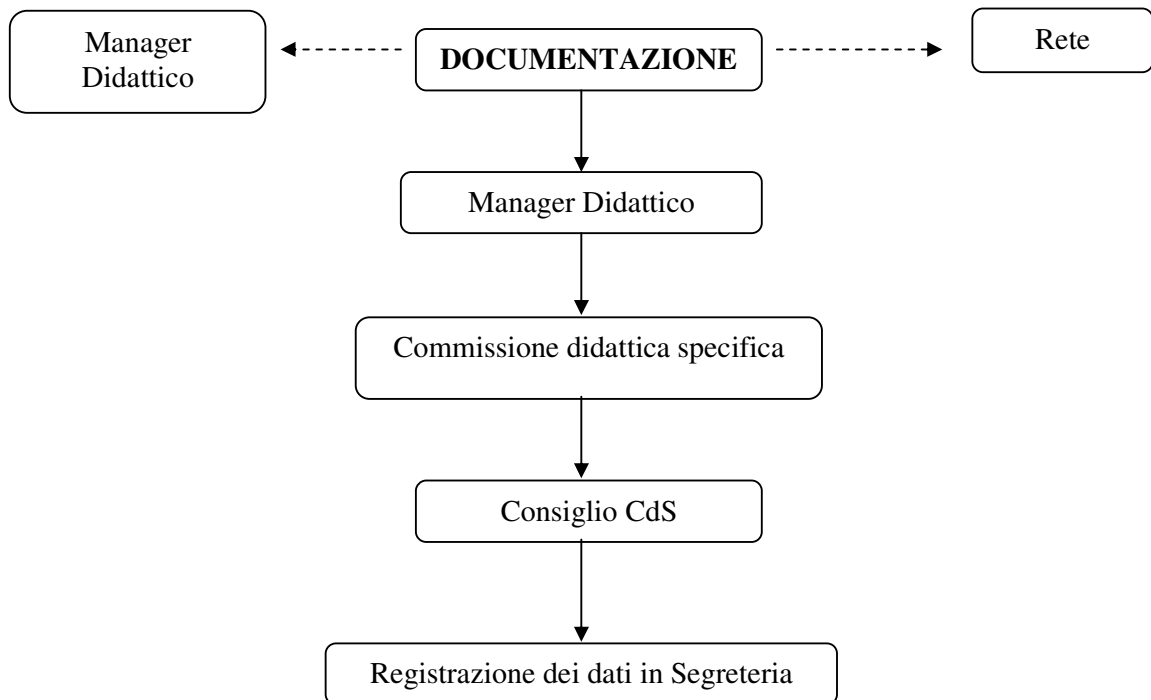 Manager
Didattico
DOCUMENTAZIONE
Rete
Manager Didattico
Commissione didattica specifica
Consiglio CdS
Registrazione dei dati in Segreteria